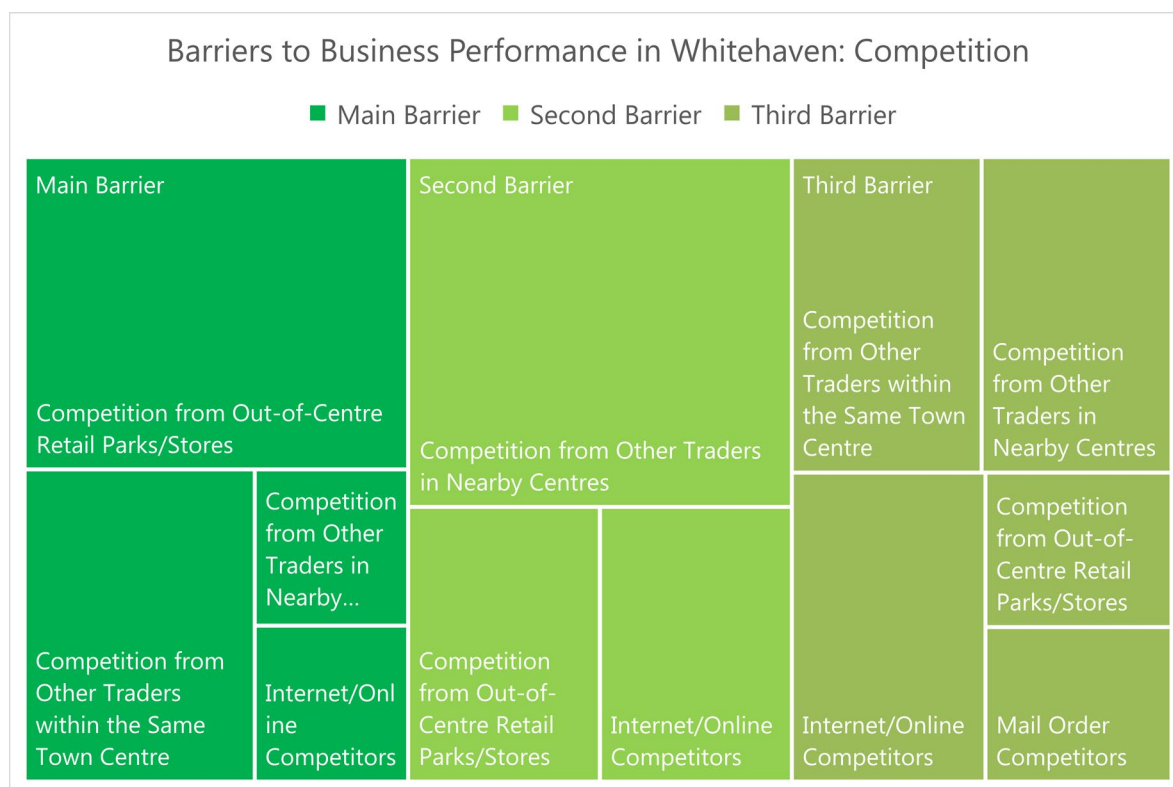 Barriers to Business Performance in Whitehaven: Competition
Main Barrier Second Barrier Third Barrier
Main Barrier
Competition from Out-of-Centre
Retail Parks/Stores
Competition from
Other Traders
within the Same
Town Centre
Competition
from Other
Traders in
Nearby...
Internet/Onl
ine
Competitors
Second Barrier
Competition from Other Traders
in Nearby Centres
Competition
from Out-of-
Centre Retail
Parks/Stores
Internet/Online
Competitors
Third Barrier
Competition
from Other
Traders within
the Same Town
Centre
Competition
from Other
Traders in
Nearby Centres
Internet/Online
Competitors
Competition
from Out-of-
Centre Retail
Parks/Stores
Mail Order
Competitors